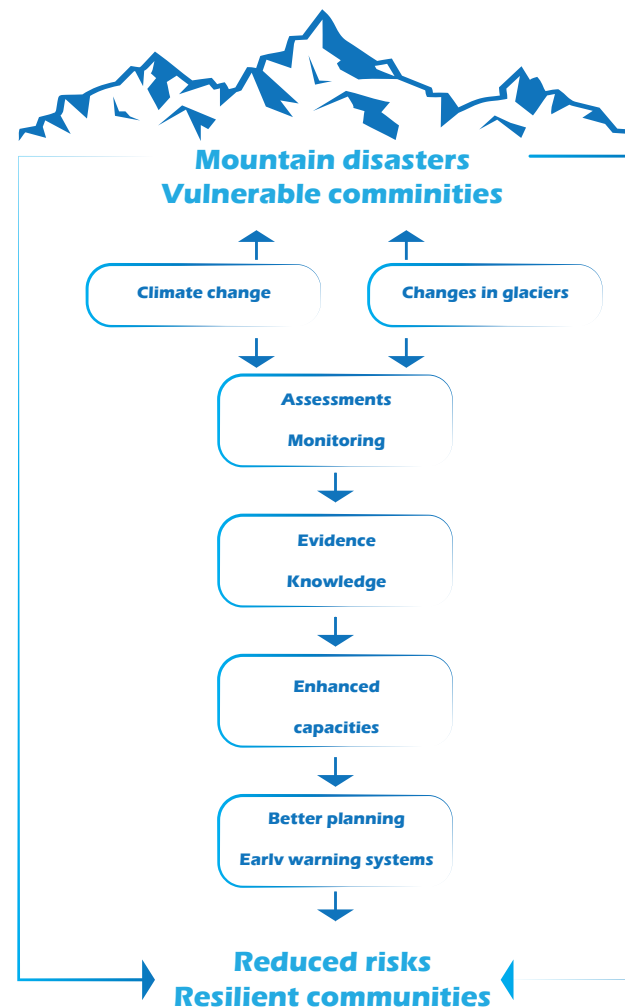 Mountain disasters
Vulnerable comminities
Climate change
Changes in glaciers
Assessments
Monitoring
Evidence
Knowledge
Enhanced
capacities
Better planning
Early warning systems
Reduced risks
Resilient communities